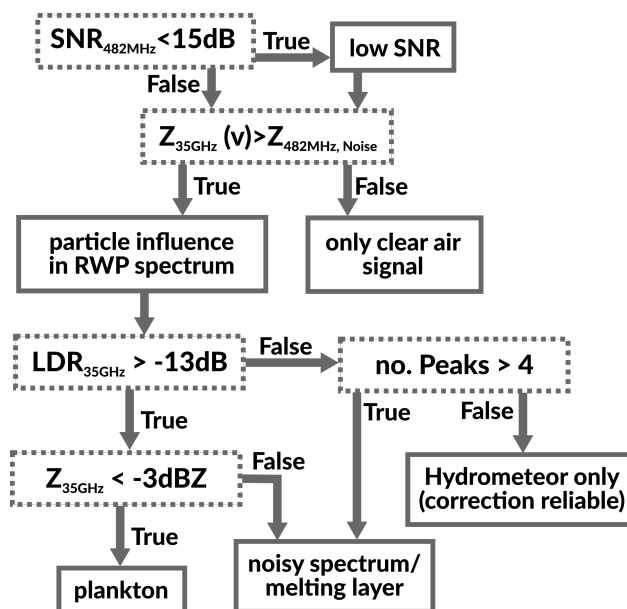 SNR482MHz<15dB
True
low SNR
False
Z35GHz (v)>Z482MHz, Noise
True
False
particle influence
in RWP spectrum
only clear air
signal
LDR35GHz > -13dB
False
no. Peaks > 4
True
True
False
Z35GHz < -3dBZ
False
Hydrometeor only
(correction reliable)
True
noisy spectrum/
melting layer
plankton